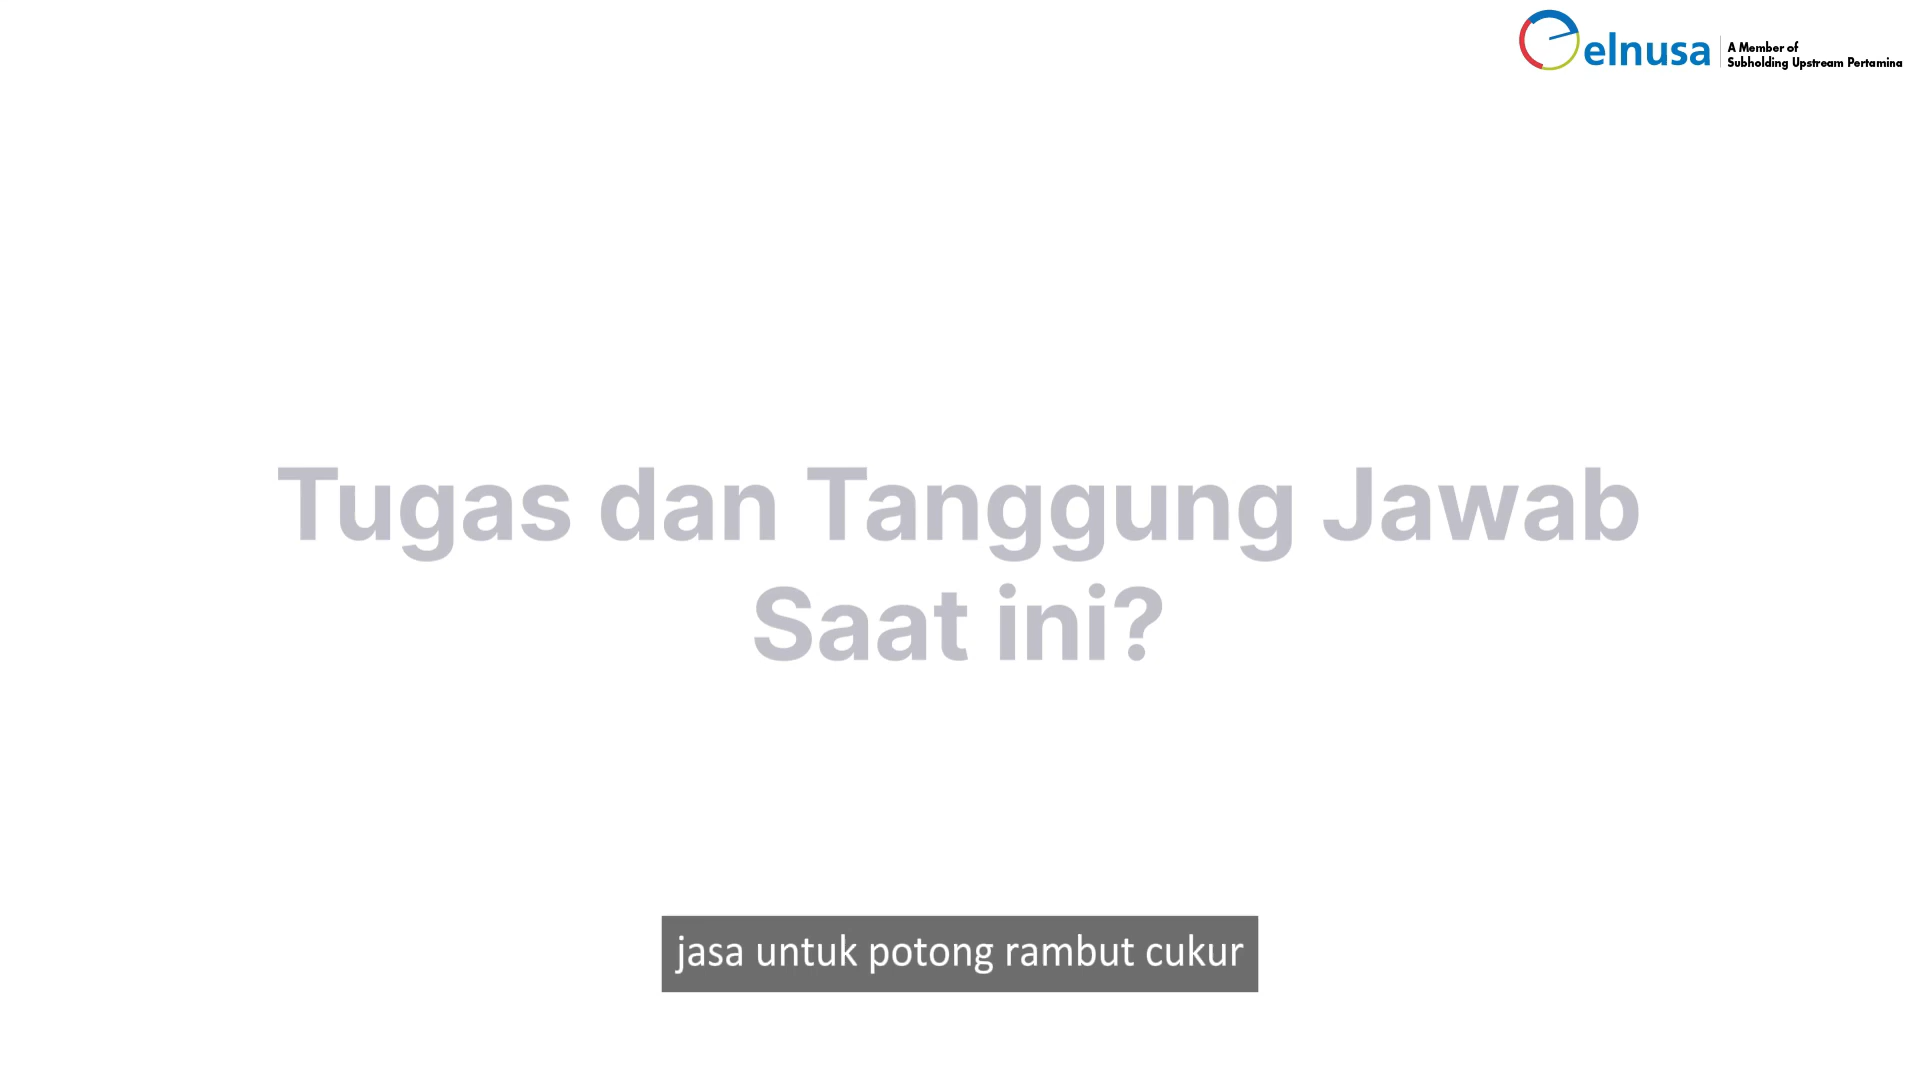 elnusa
A Member of
Subholding Upstream Pertamina
Tugas dan Tanggung Jawab
Saat ini?
jasa untuk potong rambut cukur